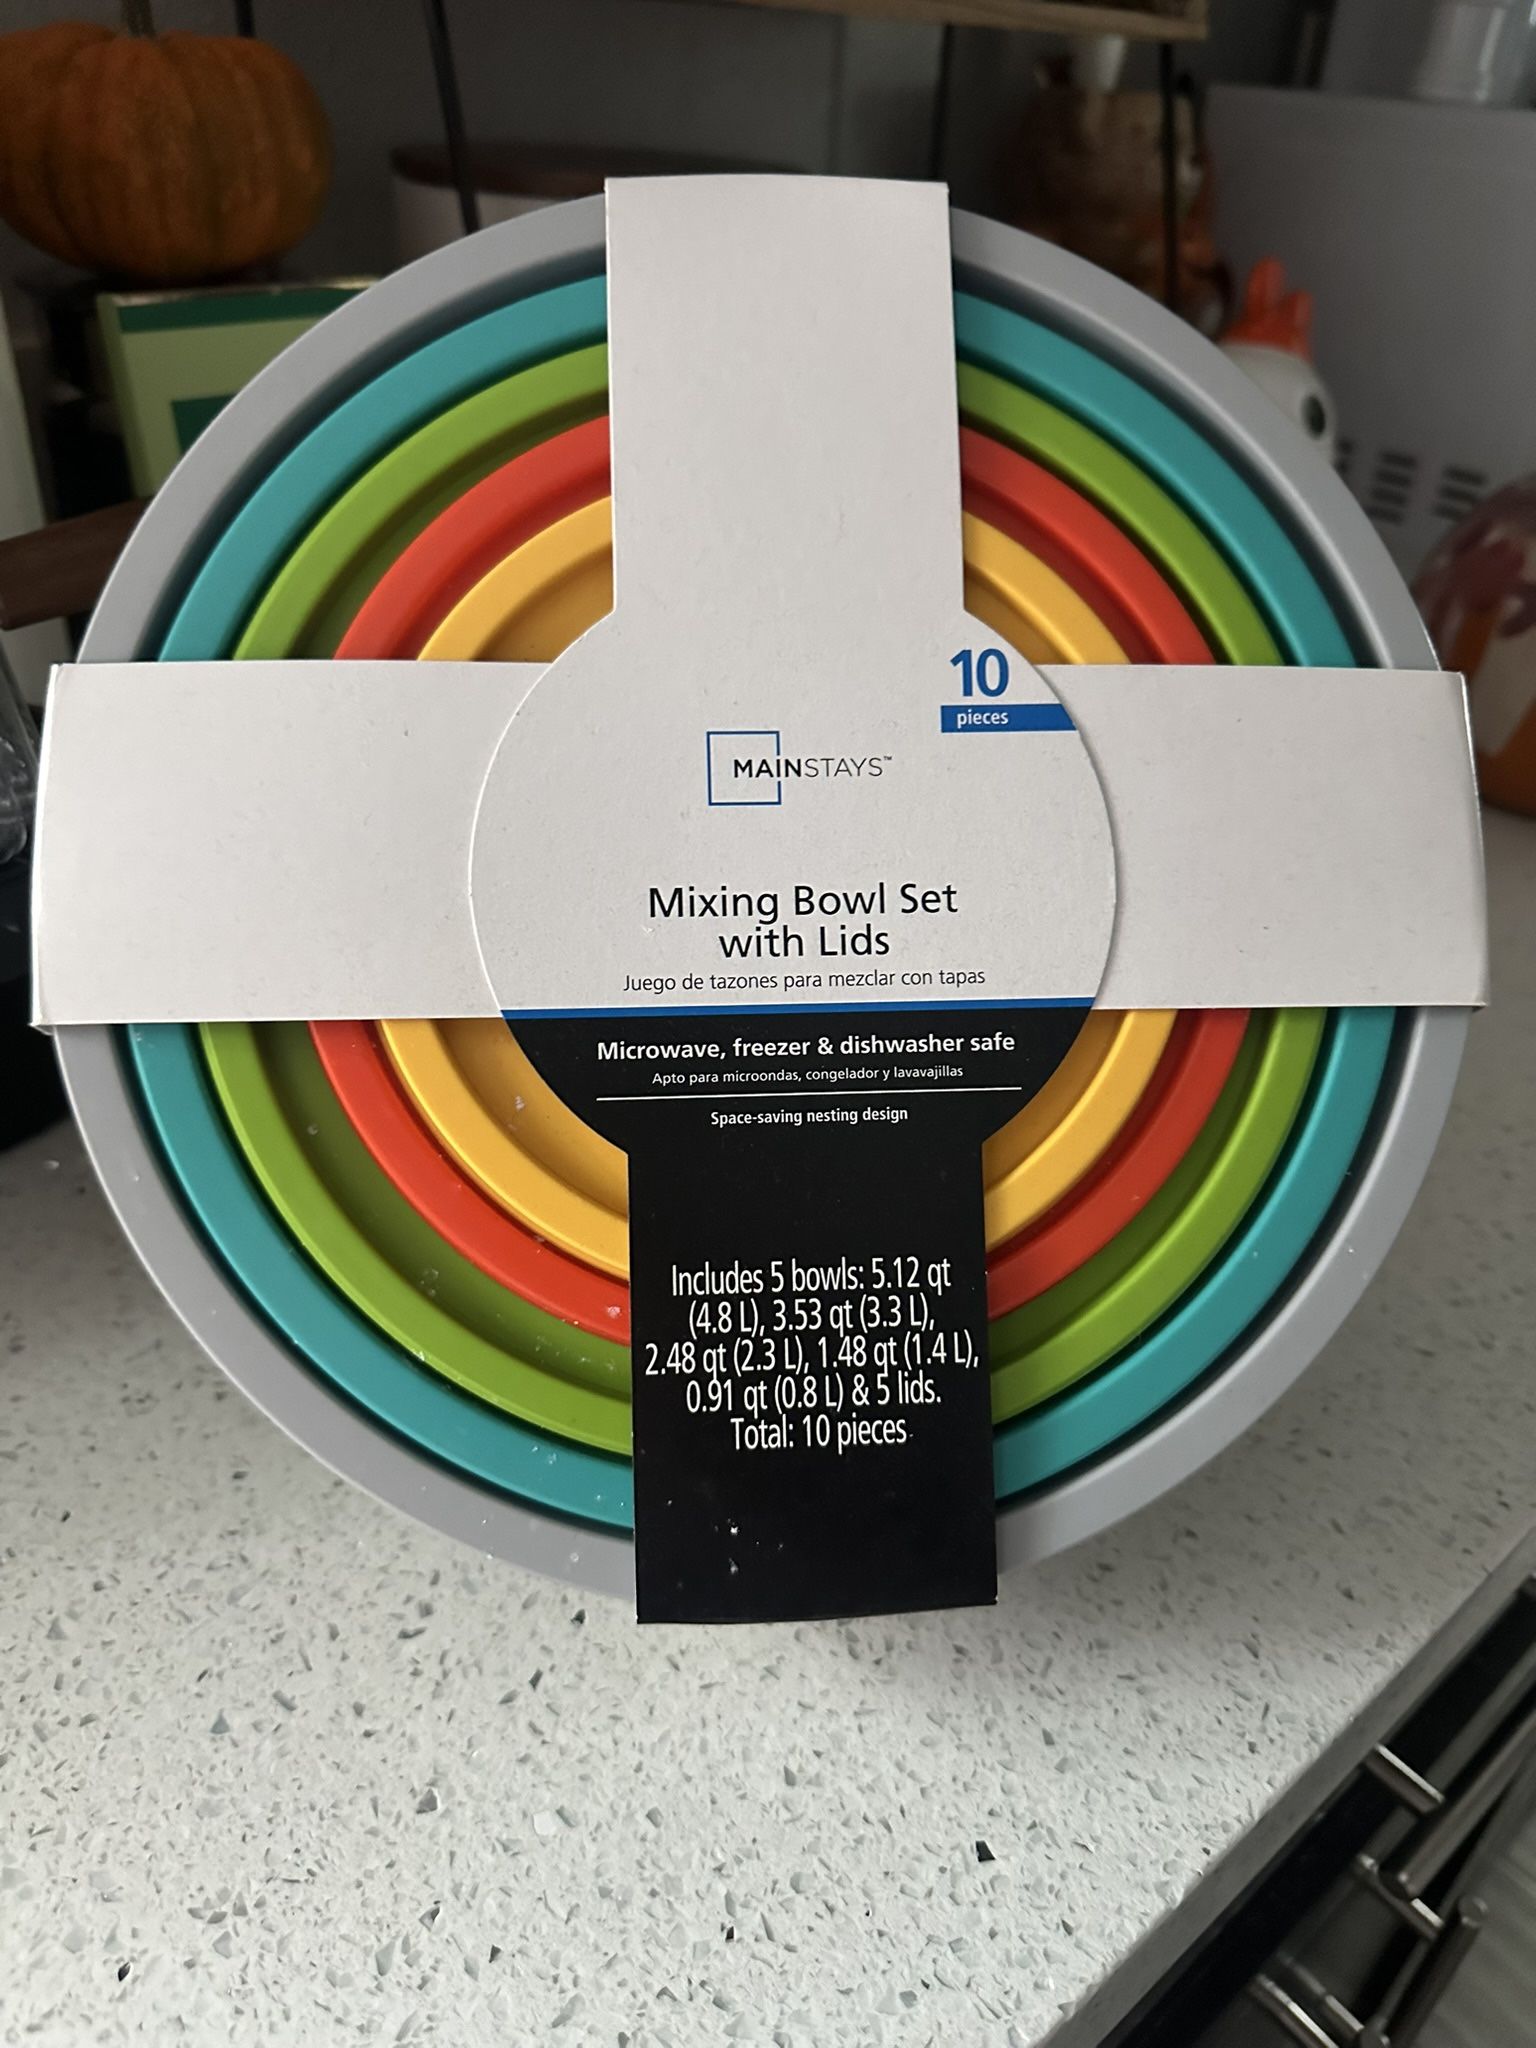 10
pieces
MAINSTAYS™
Mixing Bowl Set
with Lids
Juego de tazones para mezclar con tapas
Microwave, freezer & dishwasher safe
Apto para microondas, congelador y lavavajillas
Space-saving nesting design
Includes 5 bowls: 5.12 qt
(4.8 L), 3.53 qt (3.3 L),
2.48 qt (2.3 L), 1.48 qt (1.4 L),
0.91 qt (0.8 L) & 5 lids.
Total: 10 pieces